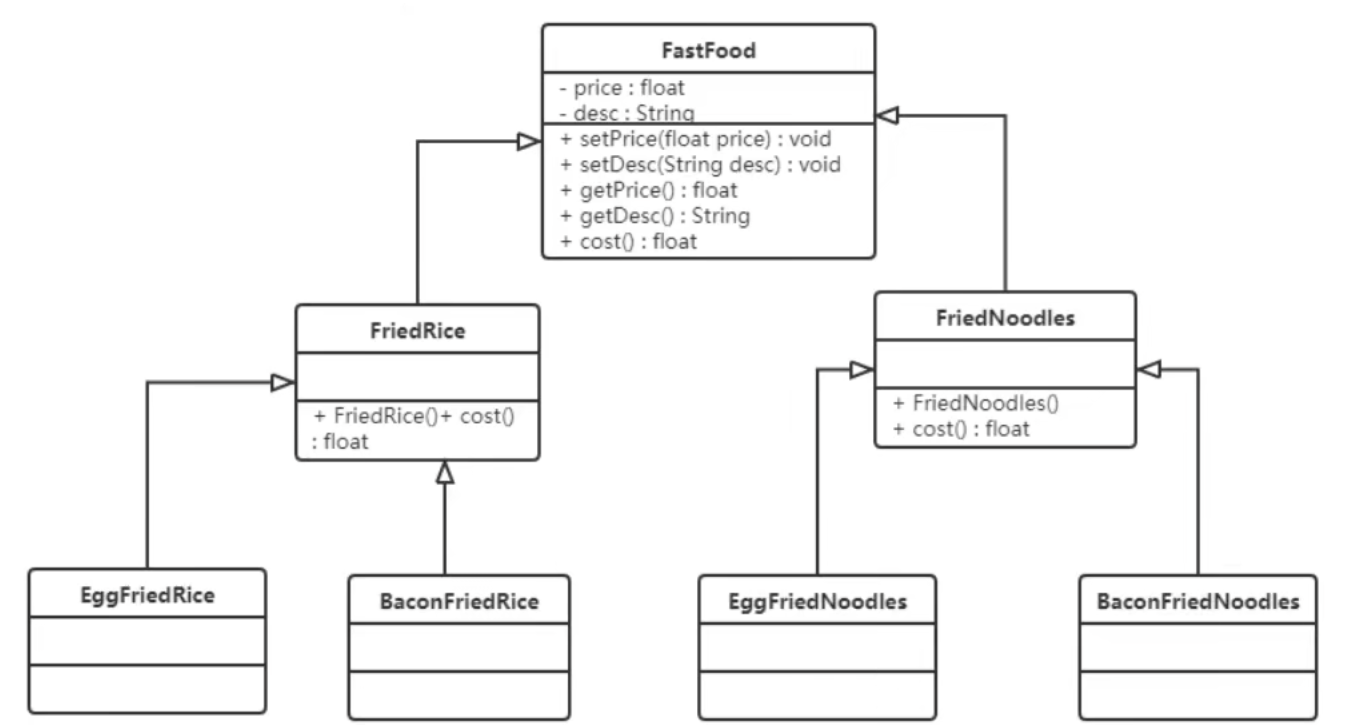 FastFood
- price : float
- desc : String
+ setPrice(float price) : void
+ setDesc(String desc) : void
+ getPrice() : float
+ getDesc() : String
+ cost() : float
FriedRice
+ FriedRice()+ cost()
: float
FriedNoodles
+ FriedNoodles()
+ cost() : float
EggFriedRice
BaconFriedRice
EggFriedNoodles
BaconFriedNoodles